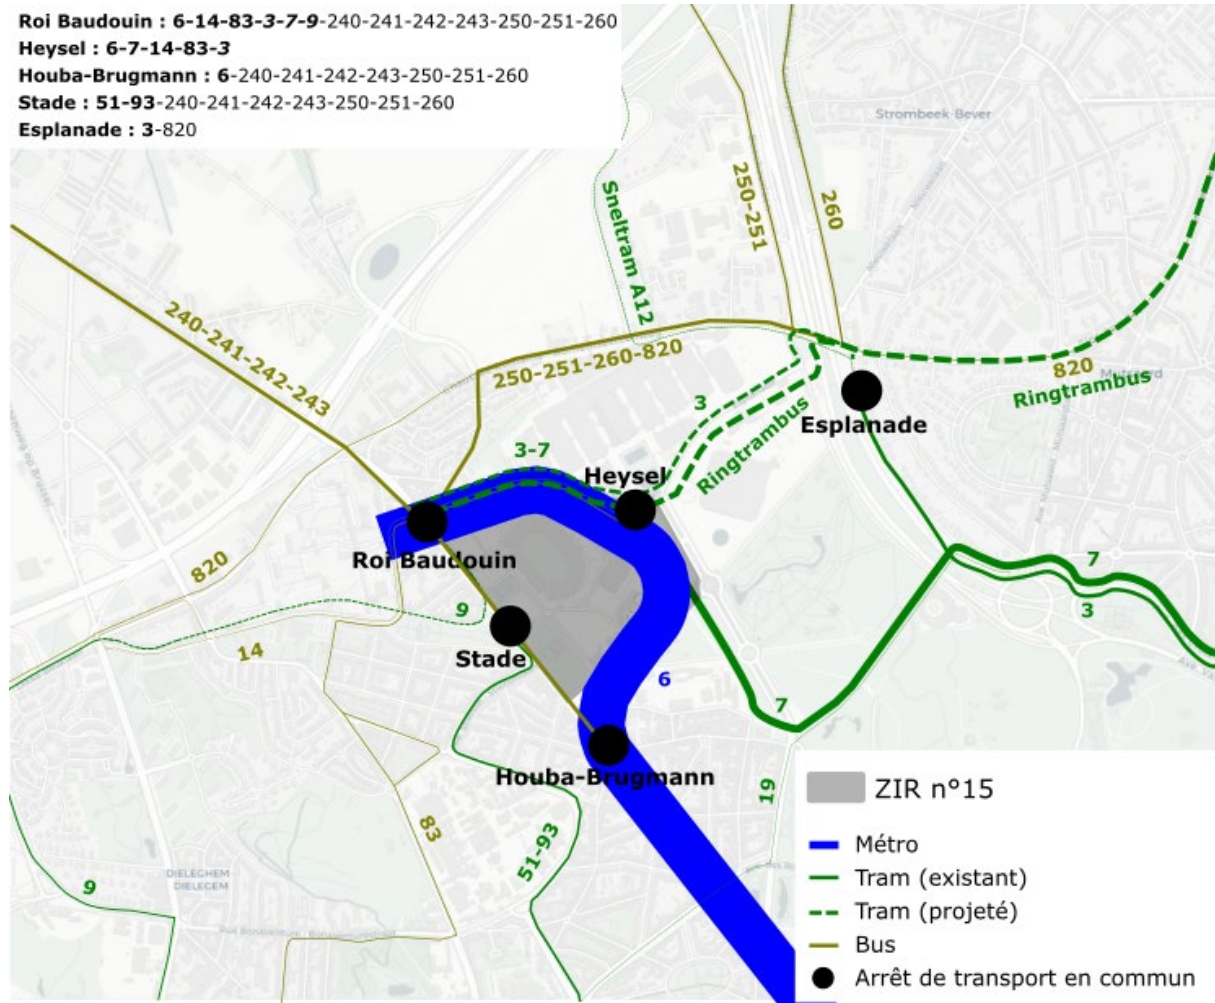 Roi Baudouin : 6-14-83-3-7-9-240-241-242-243-250-251-260
Heysel : 6-7-14-83-3
Houba-Brugmann : 6-240-241-242-243-250-251-260
Stade : 51-93-240-241-242-243-250-251-260
Esplanade : 3-820
Strombeek-Bever
250-251
260
Sneltram A12
240-241-242-243
250-251-260-820
820
Ringtrambus
3
Ringtrambus
Esplanade
3-7
Heysel
Roi Baudouin
820
9
7
3
14
Stade
6
7
Houba-Brugmann
19
83
51-93
DIELEGHEM
DIELEGEM
9
ZIR n°15
Métro
Tram (existant)
Tram (projeté)
Bus
Arrêt de transport en commun